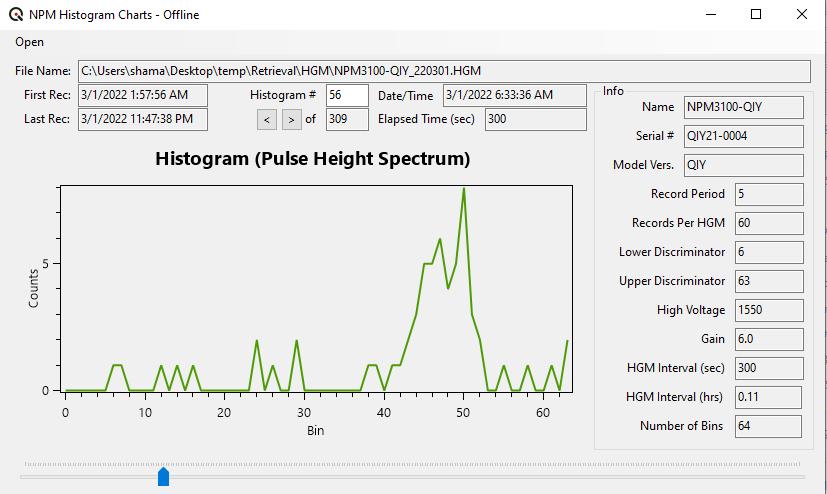 NPM Histogram Charts - Offline
Open
File Name: C:\Users\shama\Desktop\temp\Retrieval\HGM\NPM3100-QIY_220301.HGM
First Rec: 3/1/2022 1:57:56 AM Histogram # 56 Date/Time 3/1/2022 6:33:36 AM
Last Rec: 3/1/2022 11:47:38 PM < > of 309 Elapsed Time (sec) 300
Histogram (Pulse Height Spectrum)
Counts
5
0
0 10 20 30 40 50 60
Bin
Info
Name NPM3100-QIY
Serial # QIY21-0004
Model Vers. QIY
Record Period 5
Records Per HGM 60
Lower Discriminator 6
Upper Discriminator 63
High Voltage 1550
Gain 6.0
HGM Interval (sec) 300
HGM Interval (hrs) 0.11
Number of Bins 64